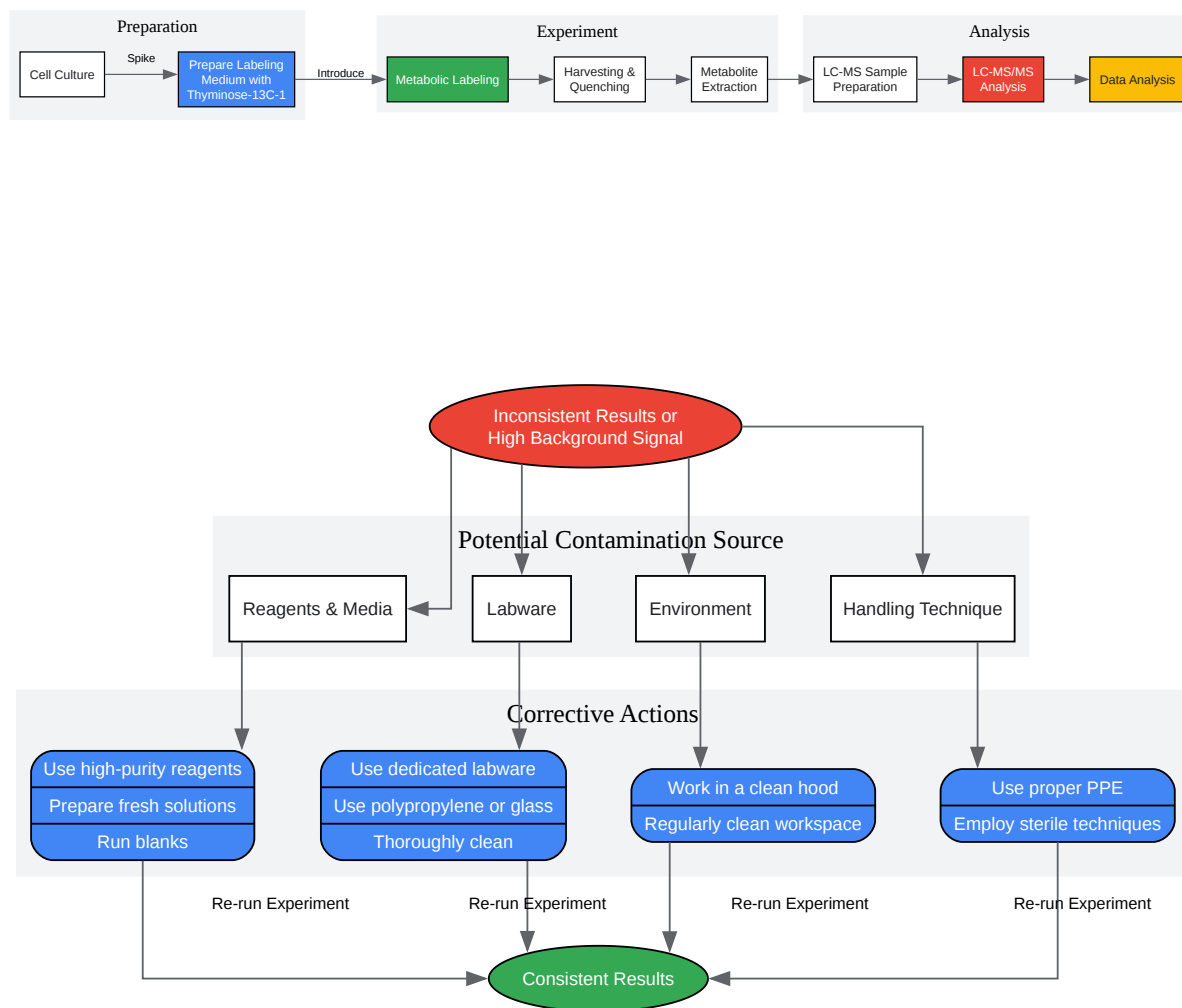 Preparation
Experiment
Analysis
Cell Culture
Spike
Prepare Labeling
Medium with
Thyminose-13C-1
Introduce
Metabolic Labeling
Harvesting &
Quenching
Metabolite
Extraction
LC-MS Sample
Preparation
LC-MS/MS
Analysis
Data Analysis
Inconsistent Results or
High Background Signal
Potential Contamination Source
Reagents & Media
Labware
Environment
Handling Technique
Corrective Actions
Use high-purity reagents
Prepare fresh solutions
Run blanks
Use dedicated labware
Use polypropylene or glass
Thoroughly clean
Work in a clean hood
Regularly clean workspace
Use proper PPE
Employ sterile techniques
Re-run Experiment
Re-run Experiment
Re-run Experiment
Re-run Experiment
Consistent Results